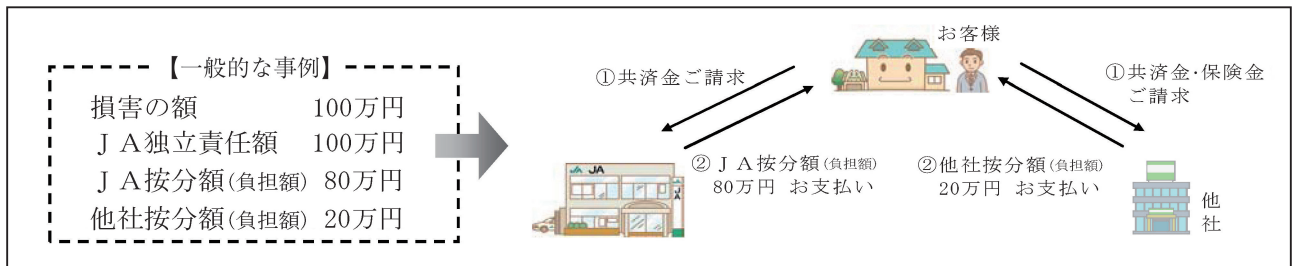 【一般的な事例】
損害の額 100万円
JA独立責任額 100万円
JA按分額(負担額) 80万円
他社按分額(負担額) 20万円
お客様
①共済金ご請求
①共済金・保険金
ご請求
②JA按分額(負担額)
80万円 お支払い
②他社按分額(負担額)
20万円 お支払い
JA JA
JA
他
社